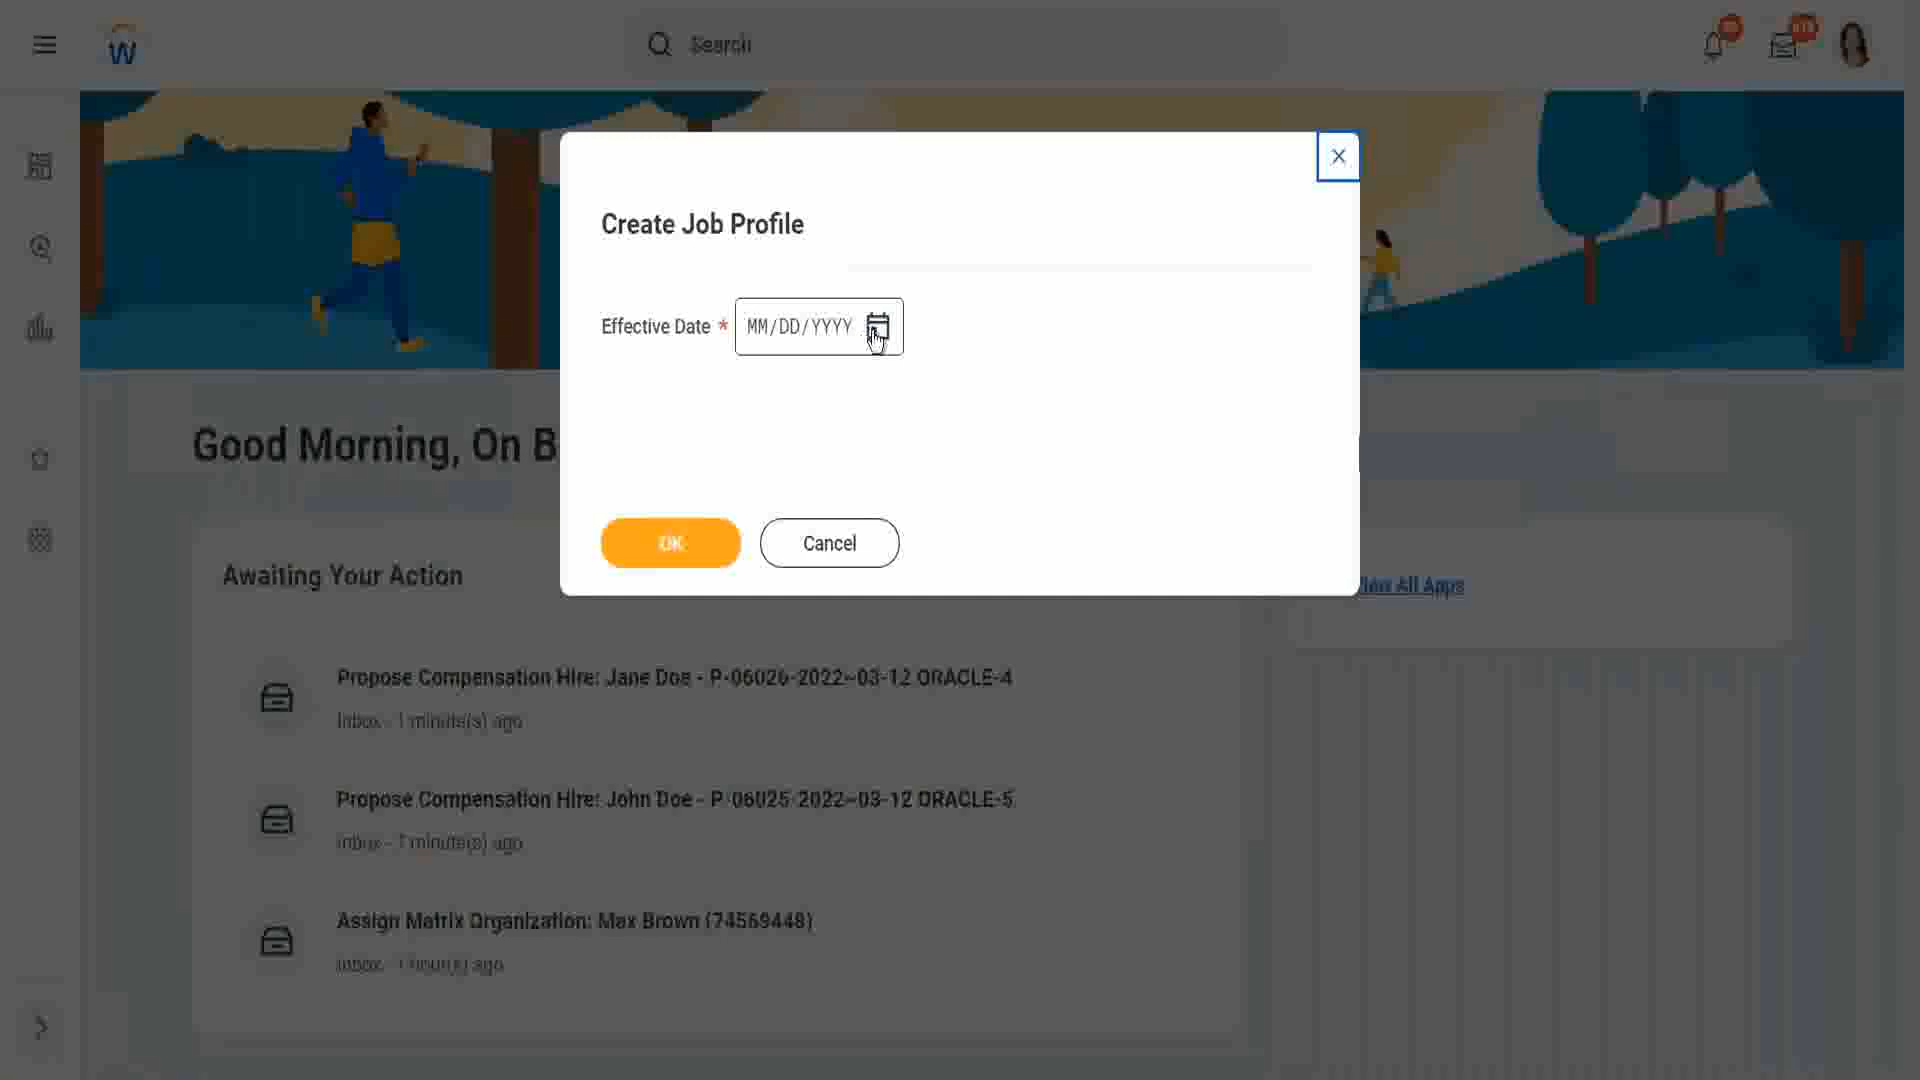 W
Search
Create Job Profile
Effective Date * MM/DD/YYYY
Good Morning, On B
OK Cancel
Awaiting Your Action
View All Apps
Propose Compensation Hire: Jane Doe - P-06026-2022-03-12 ORACLE-4
Inbox - 1 minute(s) ago
Propose Compensation Hire: John Doe - P-06025-2022-03-12 ORACLE-5
Inbox - 1 minute(s) ago
Assign Matrix Organization: Max Brown (74569448)
Inbox - 1 hour(s) ago